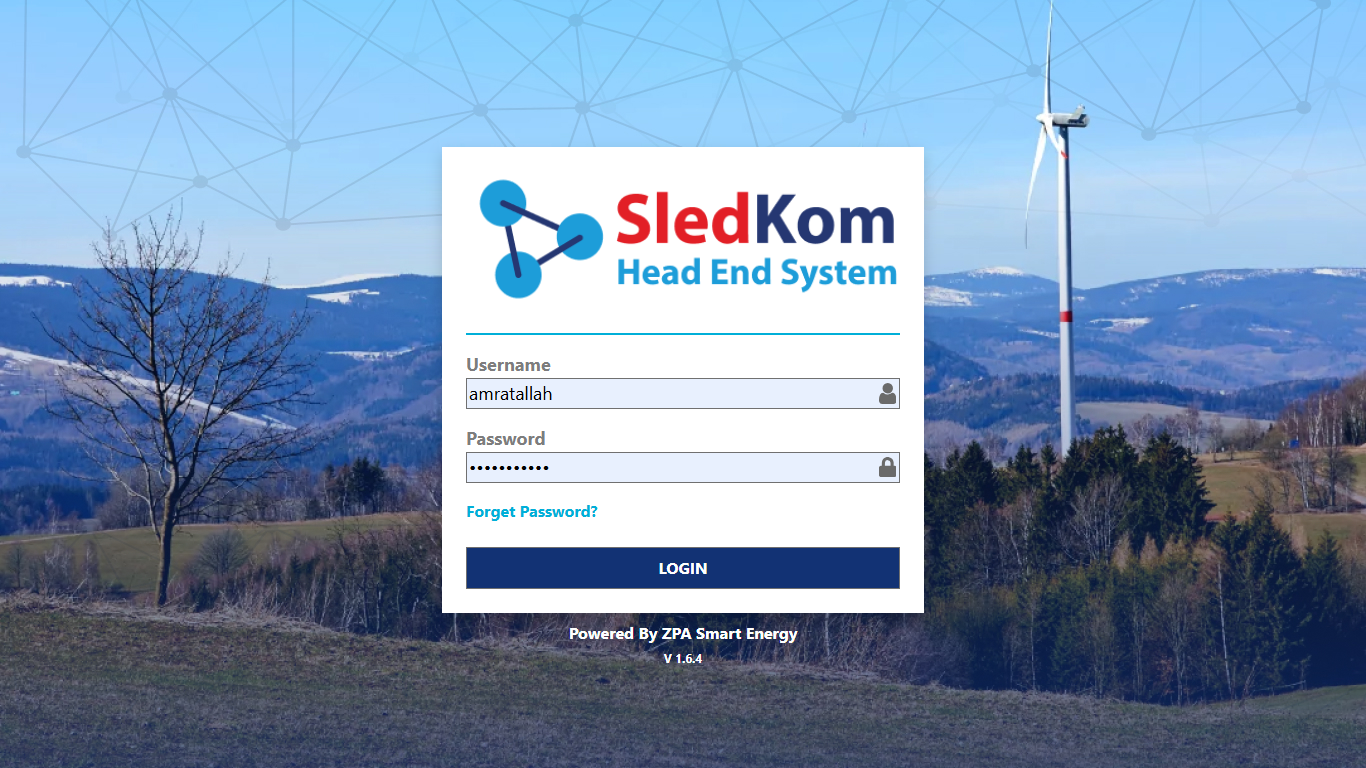 SledKom
Head End System
Username
amratallah
Password
•••••••••••
Forget Password?
LOGIN
Powered By ZPA Smart Energy
V 1.6.4